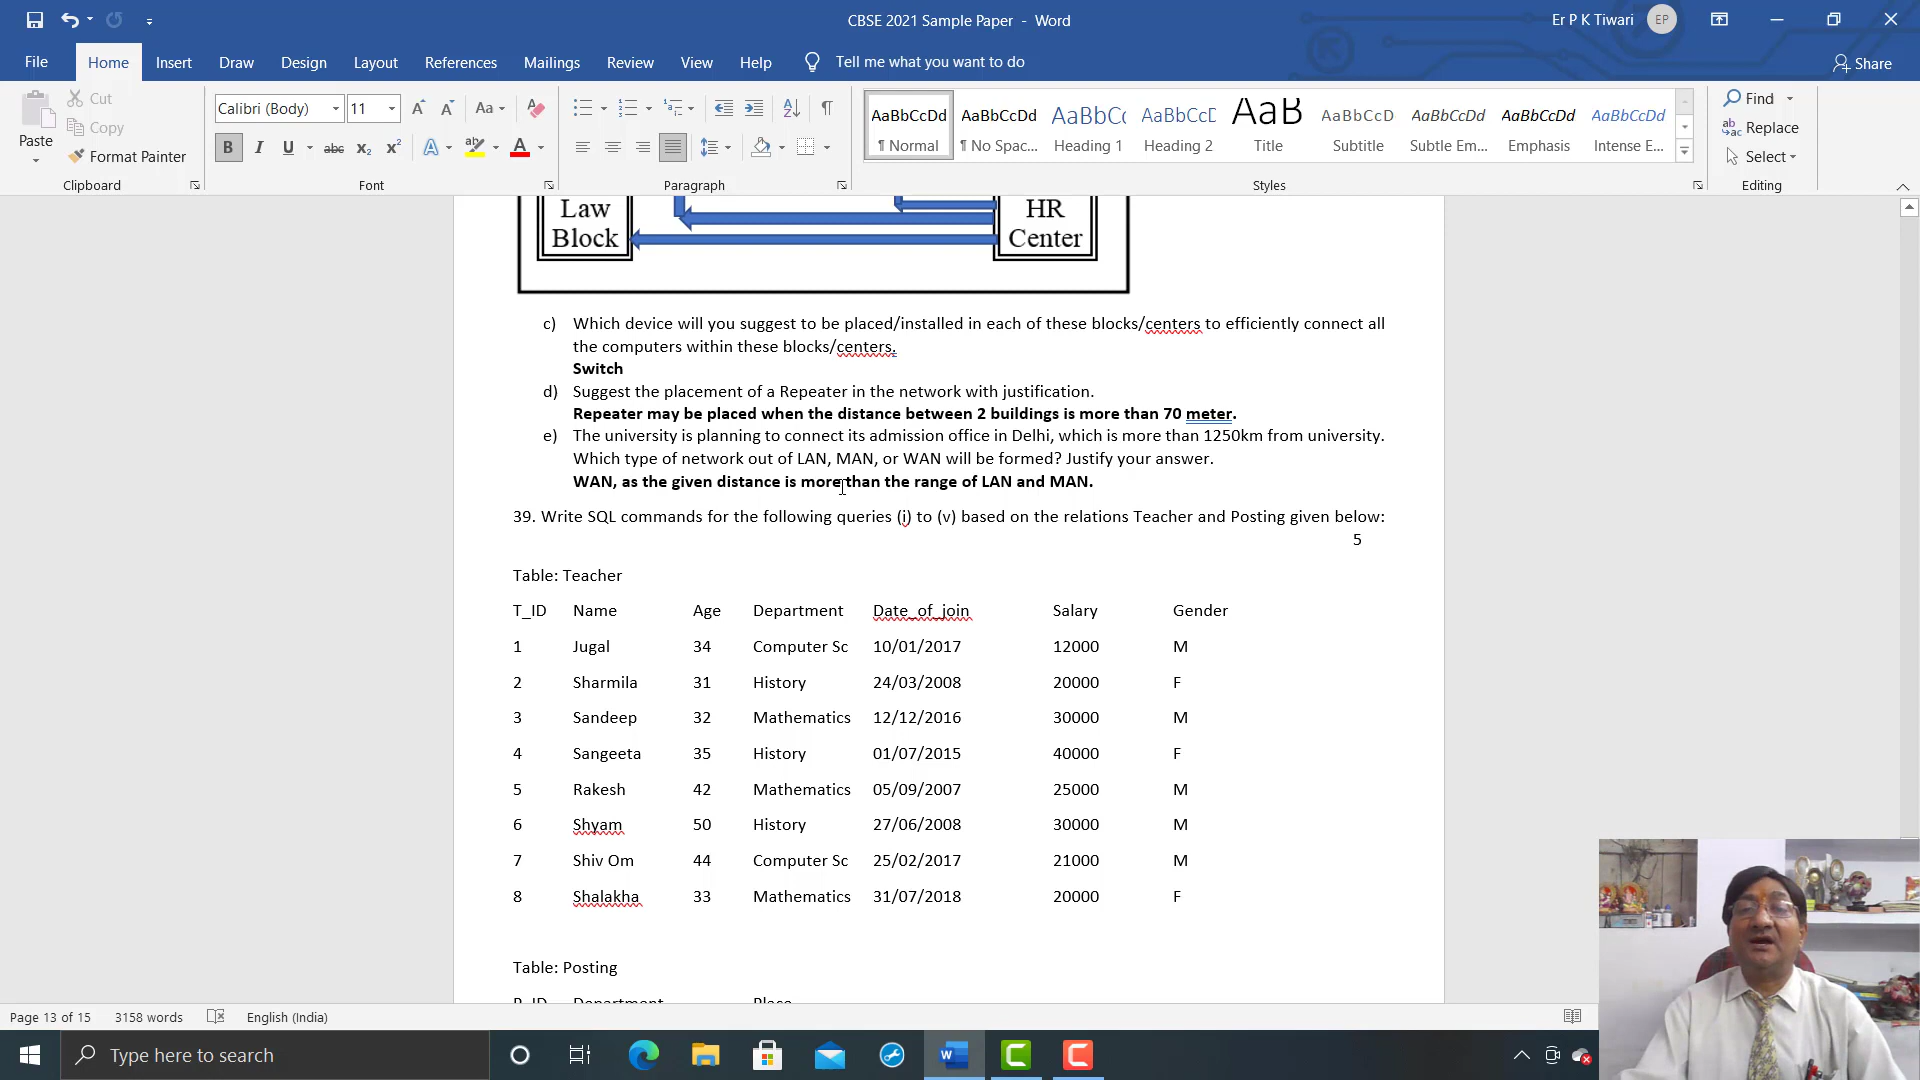 CBSE 2021 Sample Paper - Word
Er P K Tiwari
EP
File Home Insert Draw Design Layout References Mailings Review View Help Tell me what you want to do Share
Paste
Cut
Copy
Format Painter
Clipboard
Calibri (Body) 11 Aa
B I U abc x₂ x² A A
Font
Paragraph
AaBbCcDd AaBbCcDd AaBbCc AaBbCcD AaB AaBbCcD AaBbCcDd AaBbCcDd AaBbCcDd
¶ Normal ¶ No Spac... Heading 1 Heading 2 Title Subtitle Subtle Em... Emphasis Intense E...
Styles
Find
Replace
Select
Editing
Law
Block
HR
Center
c) Which device will you suggest to be placed/installed in each of these blocks/centers to efficiently connect all
the computers within these blocks/centers.
Switch
d) Suggest the placement of a Repeater in the network with justification.
Repeater may be placed when the distance between 2 buildings is more than 70 meter.
e) The university is planning to connect its admission office in Delhi, which is more than 1250km from university.
Which type of network out of LAN, MAN, or WAN will be formed? Justify your answer.
WAN, as the given distance is more than the range of LAN and MAN.
39. Write SQL commands for the following queries (i) to (v) based on the relations Teacher and Posting given below:
5
Table: Teacher
T_ID Name Age Department Date_of_join Salary Gender
1 Jugal 34 Computer Sc 10/01/2017 12000 M
2 Sharmila 31 History 24/03/2008 20000 F
3 Sandeep 32 Mathematics 12/12/2016 30000 M
4 Sangeeta 35 History 01/07/2015 40000 F
5 Rakesh 42 Mathematics 05/09/2007 25000 M
6 Shyam 50 History 27/06/2008 30000 M
7 Shiv Om 44 Computer Sc 25/02/2017 21000 M
8 Shalakha 33 Mathematics 31/07/2018 20000 F
Table: Posting
P_ID Department Place
Page 13 of 15 3158 words English (India)
Type here to search